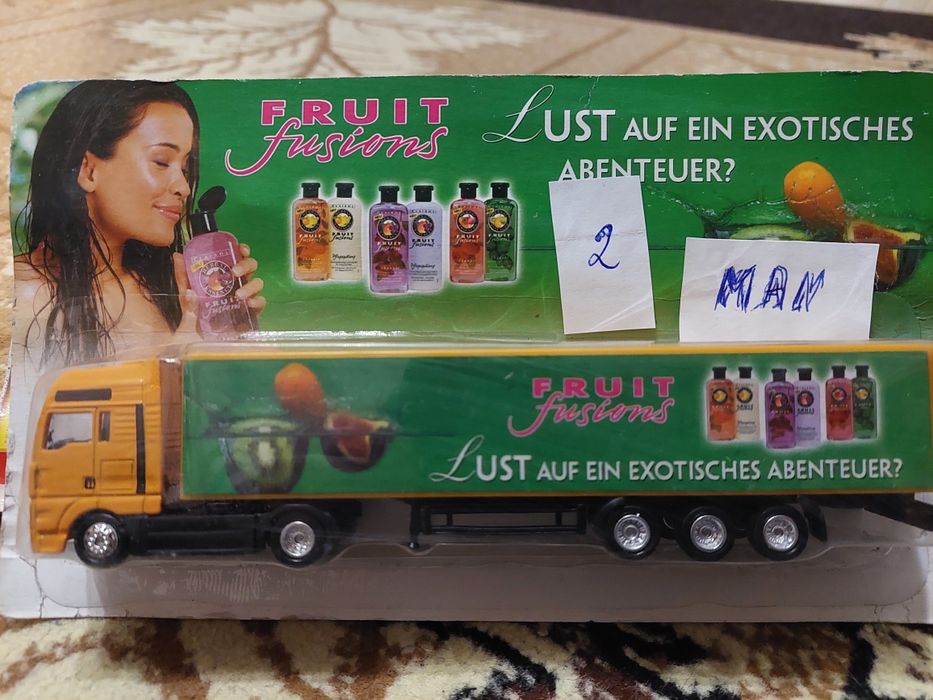 FRUIT
fusions
LUST AUF EIN EXOTISCHES
ABENTEUER?
2
MAN
FRUIT
fusions
LUST AUF EIN EXOTISCHES ABENTEUER?